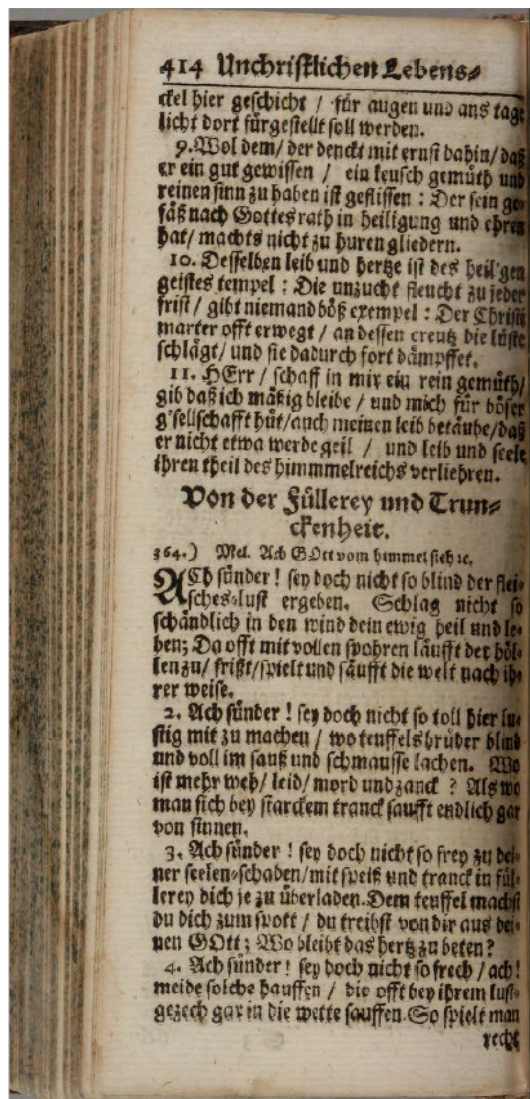 414 Unchristlichen Lebens⸗
ckel hier geschicht / für augen und ans tage
licht dort fürgestellt soll werden.
9. Wol dem / der denckt mit ernst dahin / daß
er ein gut gewissen / ein keusch gemüth und
reinen sinn zu haben ist geflissen : Der sein ge⸗
fäß nach Gottes rath in heiligung und ehren
hat / machts nicht zu huren gliedern.
10. Desselben leib und hertze ist des heil'gen
geistes tempel : Die unzucht fleucht zu jeder
frist / gibt niemand böß exempel : Der Christi
marter offt erwegt / an dessen creutz die lüste
schlägt / und sie dadurch fort dämpffet.
11. HErr / schaff in mir ein rein gemüth /
gib daß ich mäßig bleibe / und mich für böser
g'sellschafft hüt / auch meinen leib betäube / daß
er nicht etwa werde geil / und leib und seele
ihren theil des himmmelreichs verliehren.
Von der Füllerey und Trun⸗
ckenheit.
364.) Mel. Ach GOtt vom himmel sieh ꝛc.
ACh sünder ! sey doch nicht so blind der flei⸗
sches⸗lust ergeben. Schlag nicht so
schändlich in den wind dein ewig heil und le⸗
ben; Da offt mit vollen spohren läufft der höl⸗
len zu / frißt / spielt und säufft die welt nach ih⸗
rer weise.
2. Ach sünder ! sey doch nicht so toll hier lu⸗
stig mit zu machen / wo teuffels brüder blind
und voll im sauß und schmausse lachen. Wo
ist mehr weh / leid / mord und zanck ? Als wo
man sich bey starckem tranck saufft endlich gar
von sinnen.
3. Ach sünder ! sey doch nicht so frey zu dei⸗
ner seelen⸗schaden / mit speiß und tranck in fül⸗
lerey dich je zu überladen. Dem teuffel machst
du dich zum spott / du treibst von dir aus dei⸗
nen GOtt; Wo bleibt das hertz zu beten ?
4. Ach sünder ! sey doch nicht so frech / ach !
meide solche hauffen / die offt bey ihrem lust⸗
gezech gar in die wette sauffen. So spielt man
recht